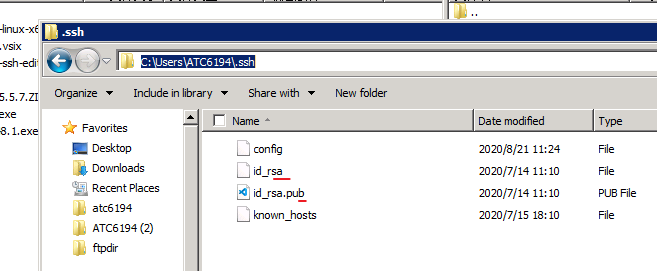 ..
-linux-x6
.vsix
-ssh-edi
5.5.7.ZI
.exe
-8.1.exe
.ssh
C:\Users\ATC6194\.ssh
Organize Include in library Share with New folder
Favorites
Desktop
Downloads
Recent Places
atc6194
ATC6194 (2)
ftpdir
Name Date modified Type
config 2020/8/21 11:24 File
id_rsa 2020/7/14 11:10 File
id_rsa.pub 2020/7/14 11:10 PUB File
known_hosts 2020/7/15 18:10 File